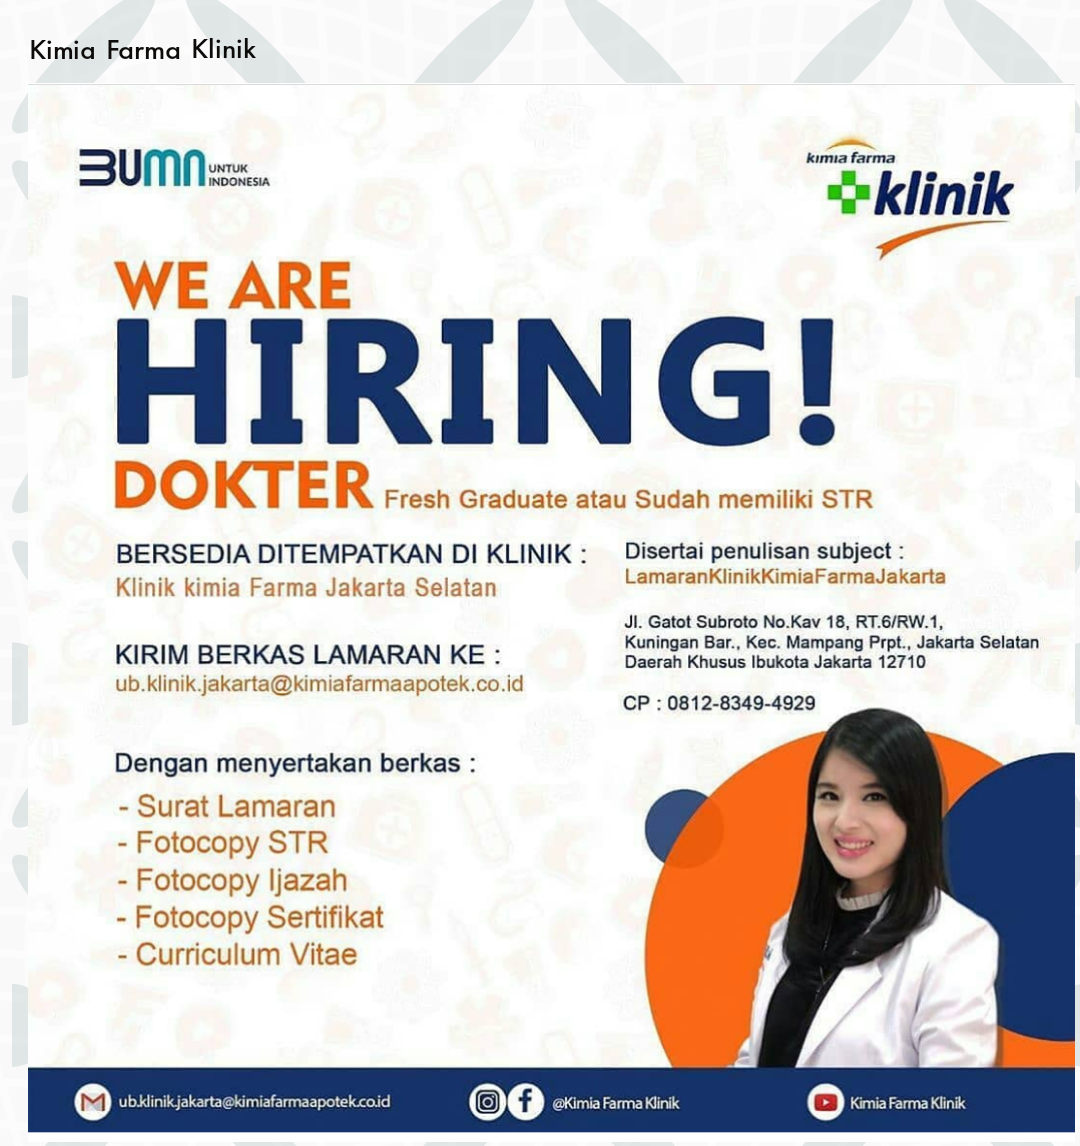 Kimia Farma Klinik
BUMN UNTUK
INDONESIA
kimia farma
klinik
WE ARE
HIRING!
DOKTER Fresh Graduate atau Sudah memiliki STR
BERSEDIA DITEMPATKAN DI KLINIK :
Klinik kimia Farma Jakarta Selatan
KIRIM BERKAS LAMARAN KE :
ub.klinik.jakarta@kimiafarmaapotek.co.id
Disertai penulisan subject :
LamaranKlinikKimiaFarmaJakarta
Jl. Gatot Subroto No.Kav 18, RT.6/RW.1,
Kuningan Bar., Kec. Mampang Prpt., Jakarta Selatan
Daerah Khusus Ibukota Jakarta 12710
CP : 0812-8349-4929
Dengan menyertakan berkas :
- Surat Lamaran
- Fotocopy STR
- Fotocopy Ijazah
- Fotocopy Sertifikat
- Curriculum Vitae
ub.klinik.jakarta@kimiafarmaapotek.co.id
@Kimia Farma Klinik
Kimia Farma Klinik